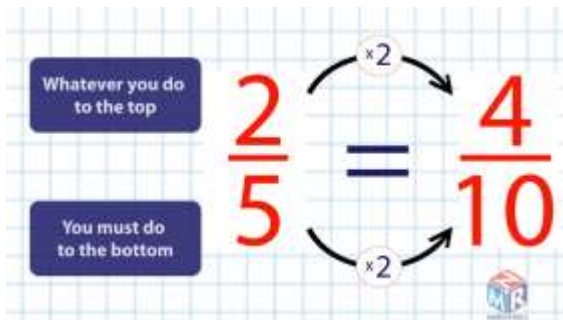 Whatever you do
to the top
×2
2/5 = 4/10
You must do
to the bottom
×2